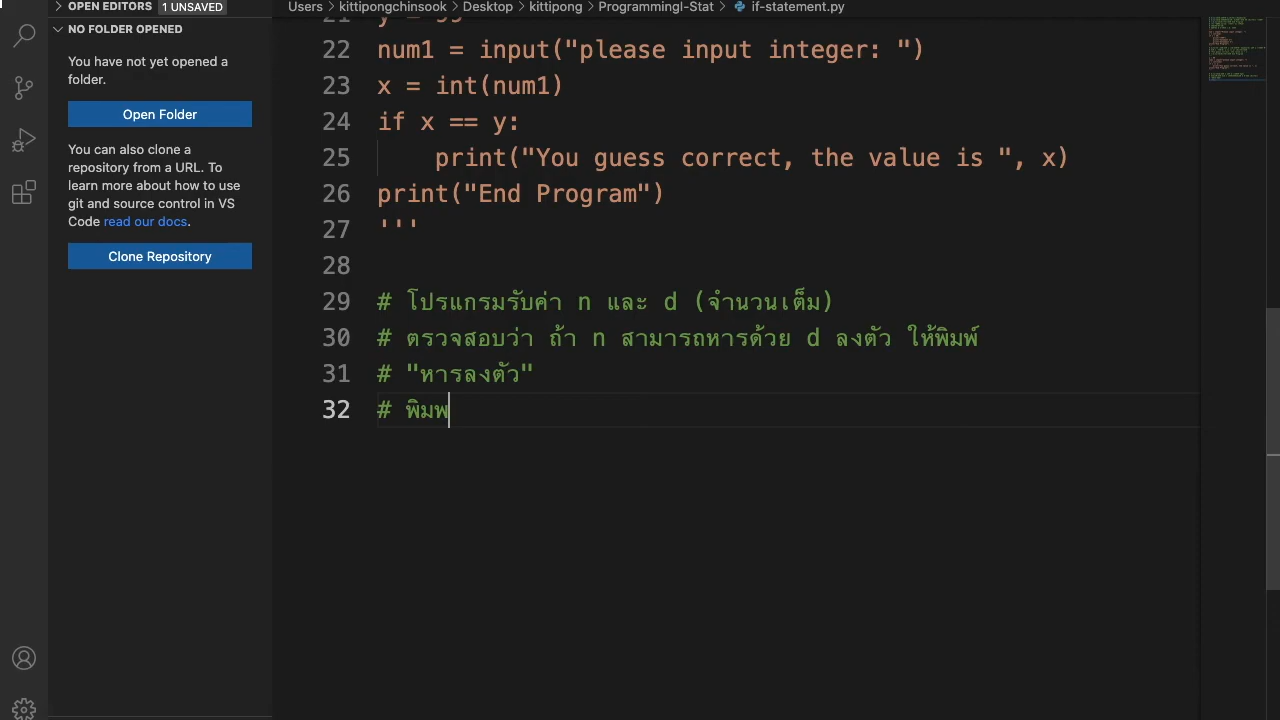 OPEN EDITORS 1 UNSAVED
Users > kittipongchinsook > Desktop > kittipong > ProgrammingI-Stat > if-statement.py
NO FOLDER OPENED
You have not yet opened a
folder.
Open Folder
You can also clone a
repository from a URL. To
learn more about how to use
git and source control in VS
Code read our docs.
Clone Repository
21 y = 99
22 num1 = input("please input integer: ")
23 x = int(num1)
24 if x == y:
25 print("You guess correct, the value is ", x)
26 print("End Program")
27 '''
28
29 # โปรแกรมรับค่า n และ d (จำนวนเต็ม)
30 # ตรวจสอบว่า ถ้า n สามารถหารด้วย d ลงตัว ให้พิมพ์
31 # "หารลงตัว"
32 # พิมพ